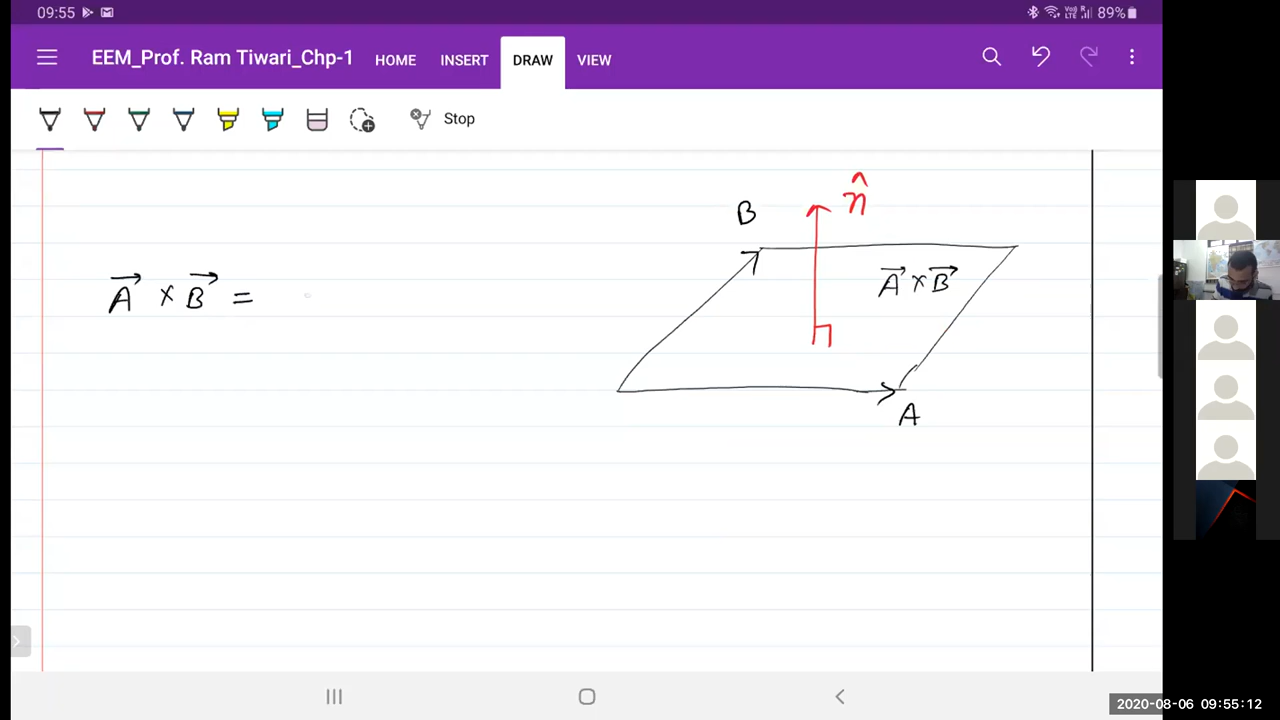 09:55 89%
EEM_Prof. Ram Tiwari_Chp-1 HOME INSERT DRAW VIEW
Stop
n̂
B
A⃗ × B⃗
A⃗ × B⃗ =
A
2020-08-06 09:55:12